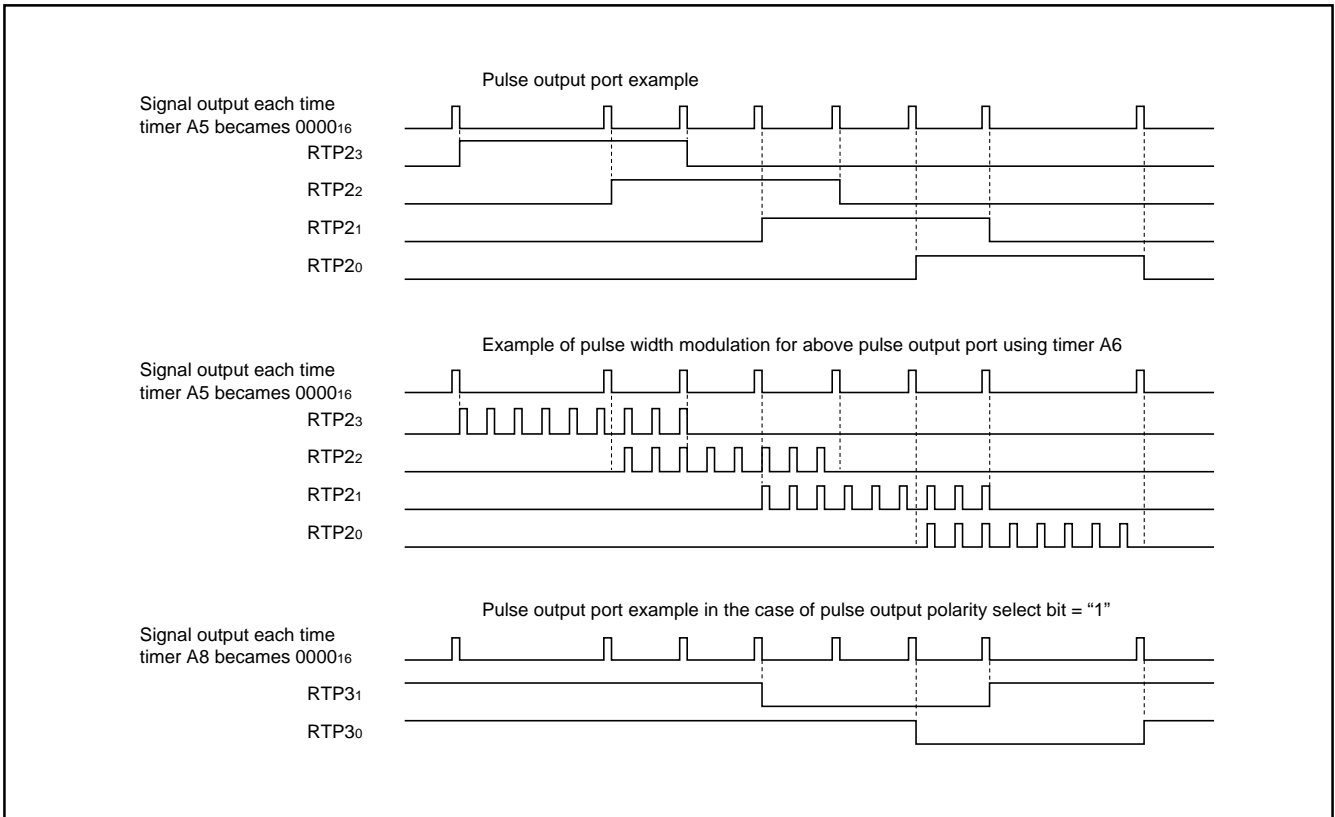 Pulse output port example
Signal output each time
timer A5 becames 0000₁₆
RTP2₃
RTP2₂
RTP2₁
RTP2₀
Example of pulse width modulation for above pulse output port using timer A6
Signal output each time
timer A5 becames 0000₁₆
RTP2₃
RTP2₂
RTP2₁
RTP2₀
Pulse output port example in the case of pulse output polarity select bit = “1”
Signal output each time
timer A8 becames 0000₁₆
RTP3₁
RTP3₀